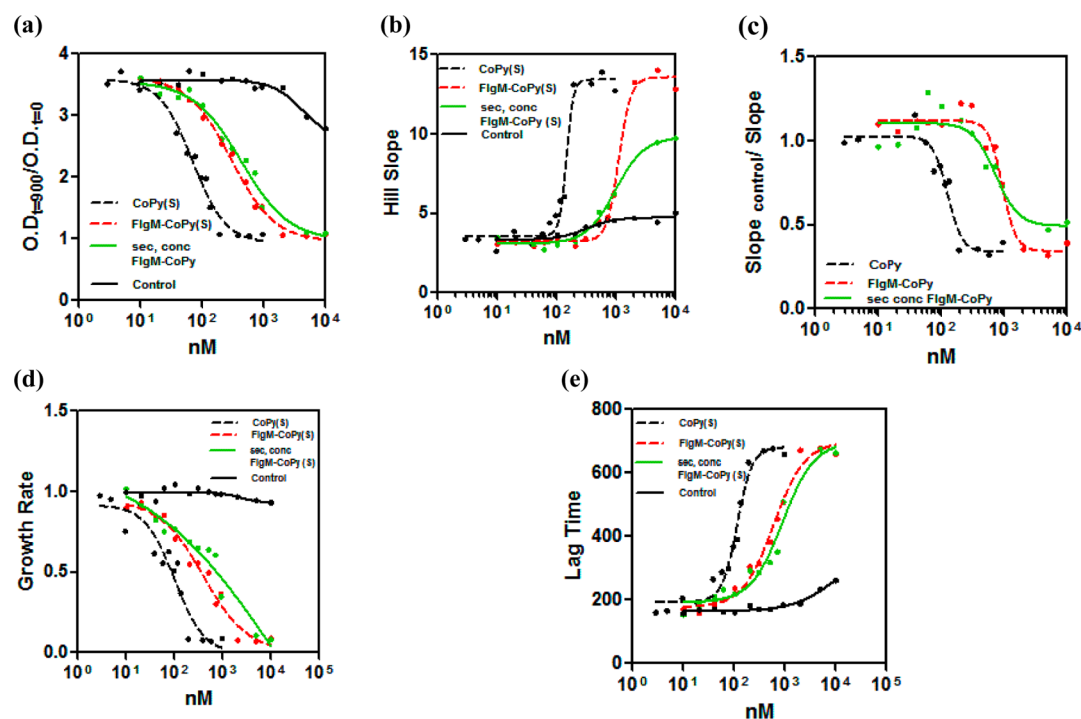 (a)
O.D t=900/O.D. t=0
4
3
2
1
0
10^0 10^1 10^2 10^3 10^4
nM
CoPy(S)
FlgM-CoPy(S)
sec, conc
FlgM-CoPy
Control
(b)
Hill Slope
15
10
5
0
10^0 10^1 10^2 10^3 10^4
nM
CoPy(S)
FlgM-CoPy(S)
sec, conc
FlgM-CoPy (S)
Control
(c)
Slope control/ Slope
1.5
1.0
0.5
0.0
10^0 10^1 10^2 10^3 10^4
nM
CoPy
FlgM-CoPy
sec conc FlgM-CoPy
(d)
Growth Rate
1.5
1.0
0.5
0.0
10^0 10^1 10^2 10^3 10^4 10^5
nM
CoPy(S)
FlgM-CoPy(S)
sec, conc
FlgM-CoPy (S)
Control
(e)
Lag Time
800
600
400
200
0
10^0 10^1 10^2 10^3 10^4 10^5
nM
CoPy(S)
FlgM-CoPy(S)
sec, conc
FlgM-CoPy (S)
Control